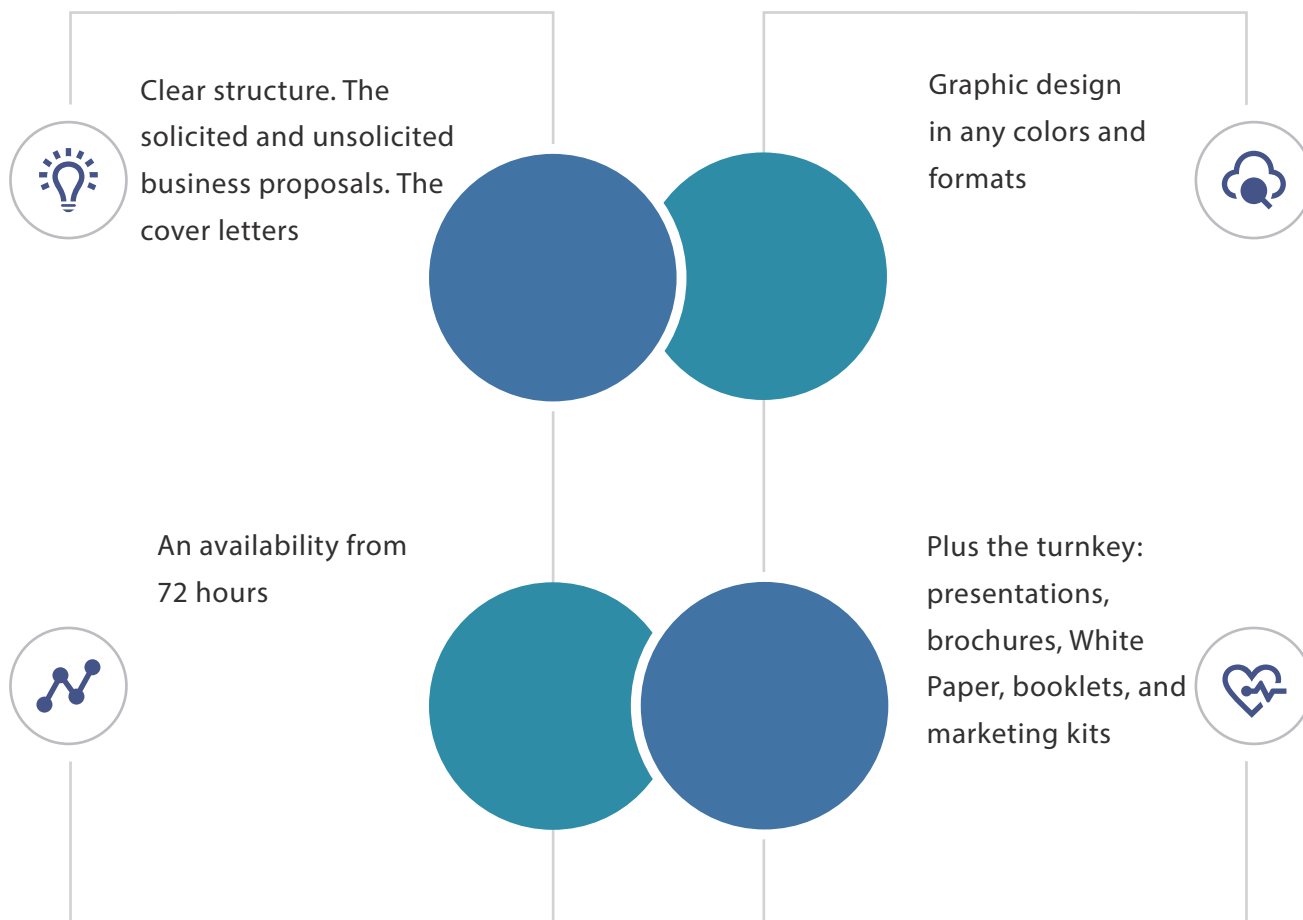 Clear structure. The
solicited and unsolicited
business proposals. The
cover letters
Graphic design
in any colors and
formats
An availability from
72 hours
Plus the turnkey:
presentations,
brochures, White
Paper, booklets, and
marketing kits